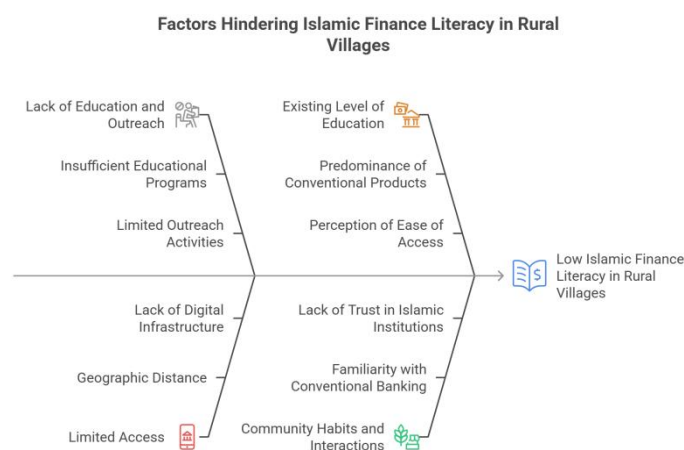 Factors Hindering Islamic Finance Literacy in Rural
Villages
Lack of Education and
Outreach
Insufficient Educational
Programs
Limited Outreach
Activities
Existing Level of
Education
Predominance of
Conventional Products
Perception of Ease of
Access
Low Islamic Finance
Literacy in Rural
Villages
Lack of Digital
Infrastructure
Geographic Distance
Limited Access
Lack of Trust in Islamic
Institutions
Familiarity with
Conventional Banking
Community Habits and
Interactions